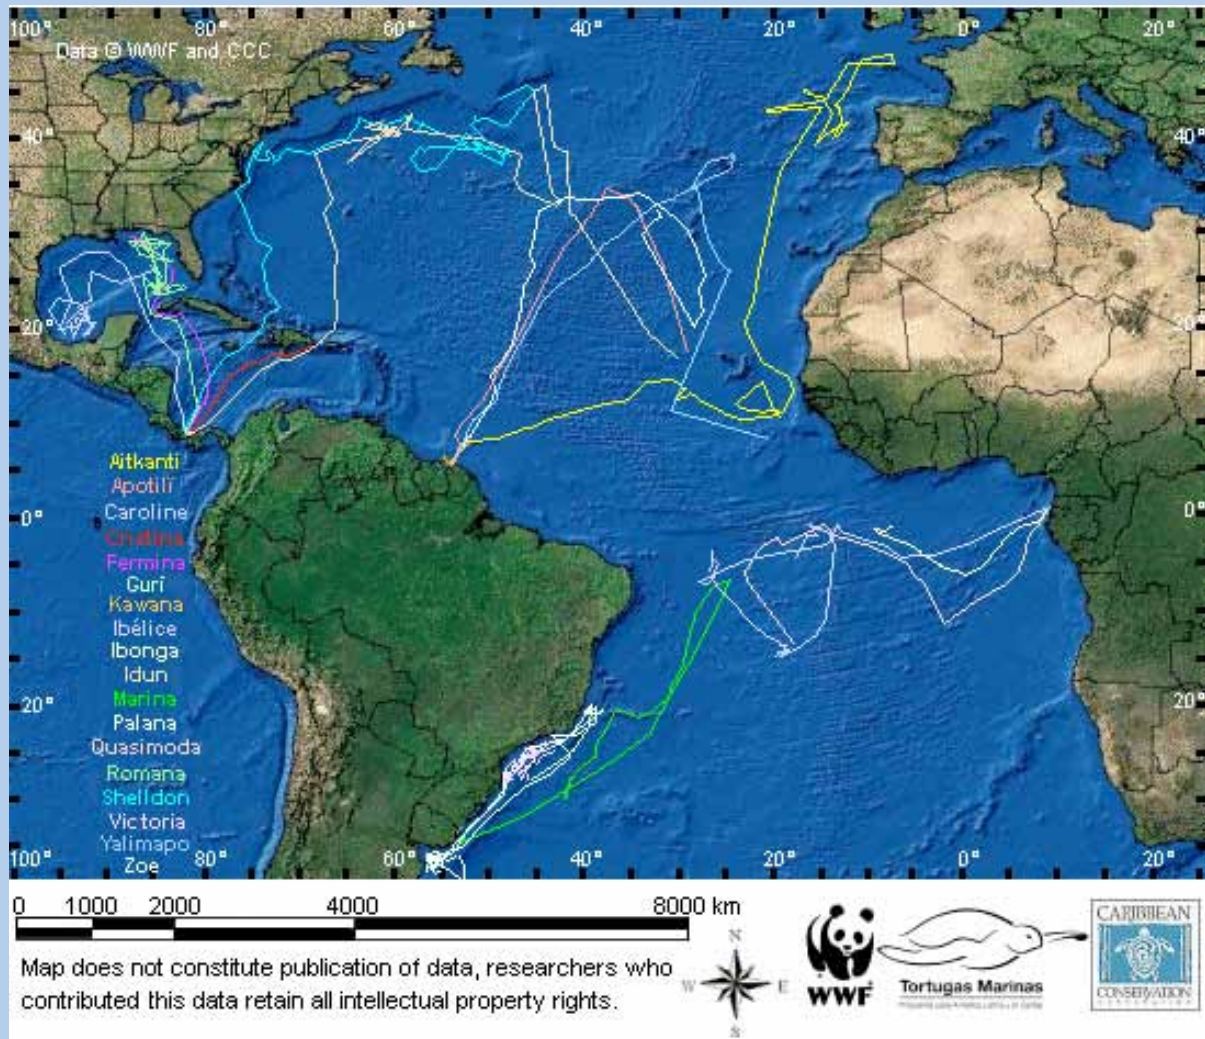 100° 80° 60° 40° 20° 0° 20°
Data © WWF and CCC
40° 40°
20° 20°
Aitkanti
Apotili
Caroline
Cristina
Fermina
Guri
Kawana
Ibélice
Ibonga
Idun
Marina
Palana
Quasimoda
Romana
Shelldon
Victoria
Yalimapo
Zoe
0° 0°
20° 20°
100° 80° 60° 40° 20° 0° 20°
0 1000 2000 4000 8000 km
Map does not constitute publication of data, researchers who
contributed this data retain all intellectual property rights.
N
W E
S
WWF
Tortugas Marinas
CARIBBEAN
CONSERVATION